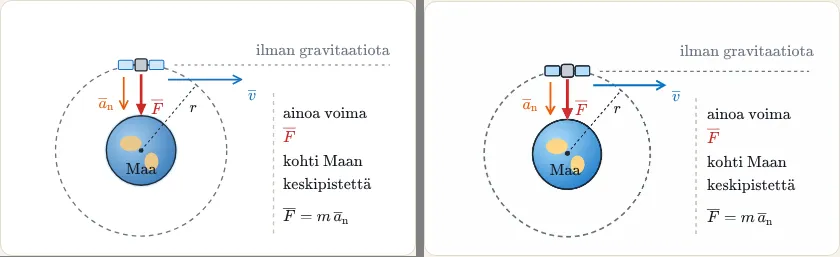 ilman gravitaatiota
v̅
a̅ₙ
F̅
r
Maa
ainoa voima
F̅
kohti Maan
keskipistettä
F̅ = m a̅ₙ
ilman gravitaatiota
v̅
a̅ₙ
F̅
r
Maa
ainoa voima
F̅
kohti Maan
keskipistettä
F̅ = m a̅ₙ